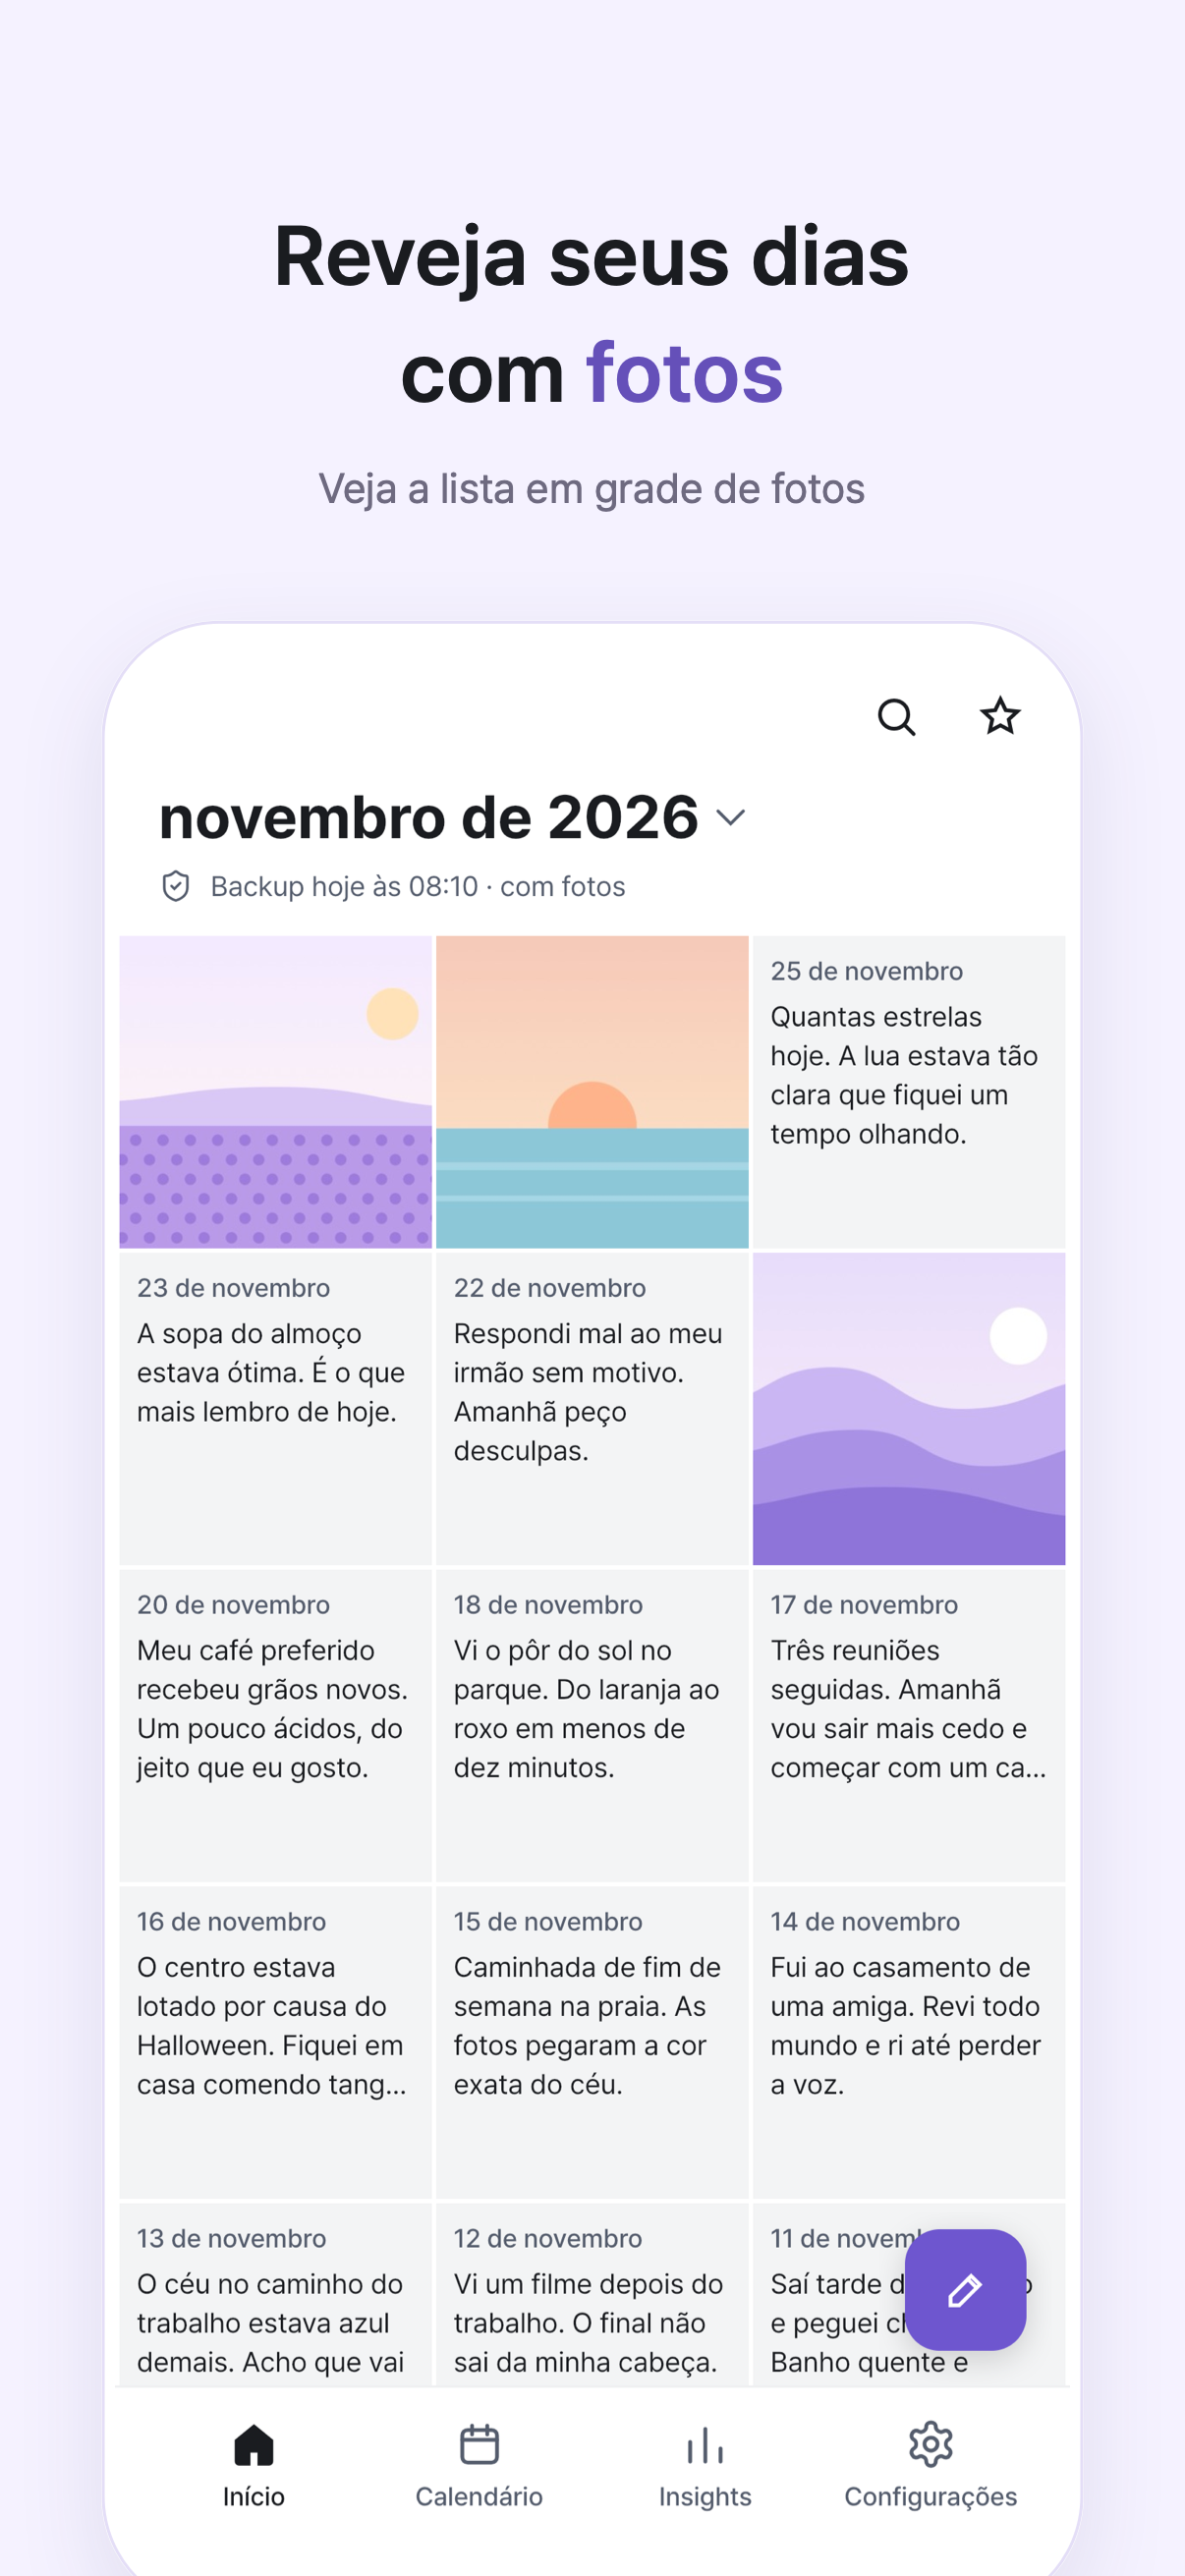 Reveja seus dias
com fotos
Veja a lista em grade de fotos
novembro de 2026
Backup hoje às 08:10 · com fotos
25 de novembro
Quantas estrelas
hoje. A lua estava tão
clara que fiquei um
tempo olhando.
23 de novembro
A sopa do almoço
estava ótima. É o que
mais lembro de hoje.
22 de novembro
Respondi mal ao meu
irmão sem motivo.
Amanhã peço
desculpas.
20 de novembro
Meu café preferido
recebeu grãos novos.
Um pouco ácidos, do
jeito que eu gosto.
18 de novembro
Vi o pôr do sol no
parque. Do laranja ao
roxo em menos de
dez minutos.
17 de novembro
Três reuniões
seguidas. Amanhã
vou sair mais cedo e
começar com um ca...
16 de novembro
O centro estava
lotado por causa do
Halloween. Fiquei em
casa comendo tang...
15 de novembro
Caminhada de fim de
semana na praia. As
fotos pegaram a cor
exata do céu.
14 de novembro
Fui ao casamento de
uma amiga. Revi todo
mundo e ri até perder
a voz.
13 de novembro
O céu no caminho do
trabalho estava azul
demais. Acho que vai
12 de novembro
Vi um filme depois do
trabalho. O final não
sai da minha cabeça.
11 de
Saí tarde
e peguei
Banho quente e
Início
Calendário
Insights
Configurações